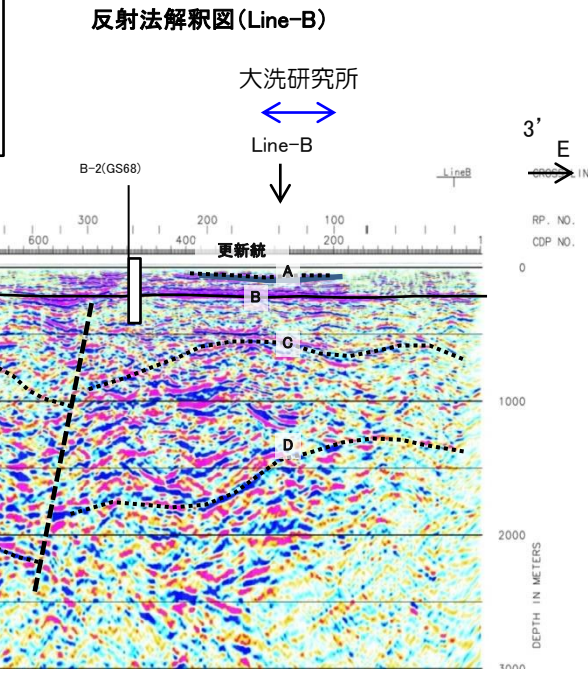 反射法解釈図(Line-B)
大洗研究所
Line-B
3'
E
B-2(GS68)
LineB
300 200 100 RP. NO.
600 400 1 CDP NO.
更新統
0
A
B
C
1000
D
2000
DEPTH IN METERS
3000